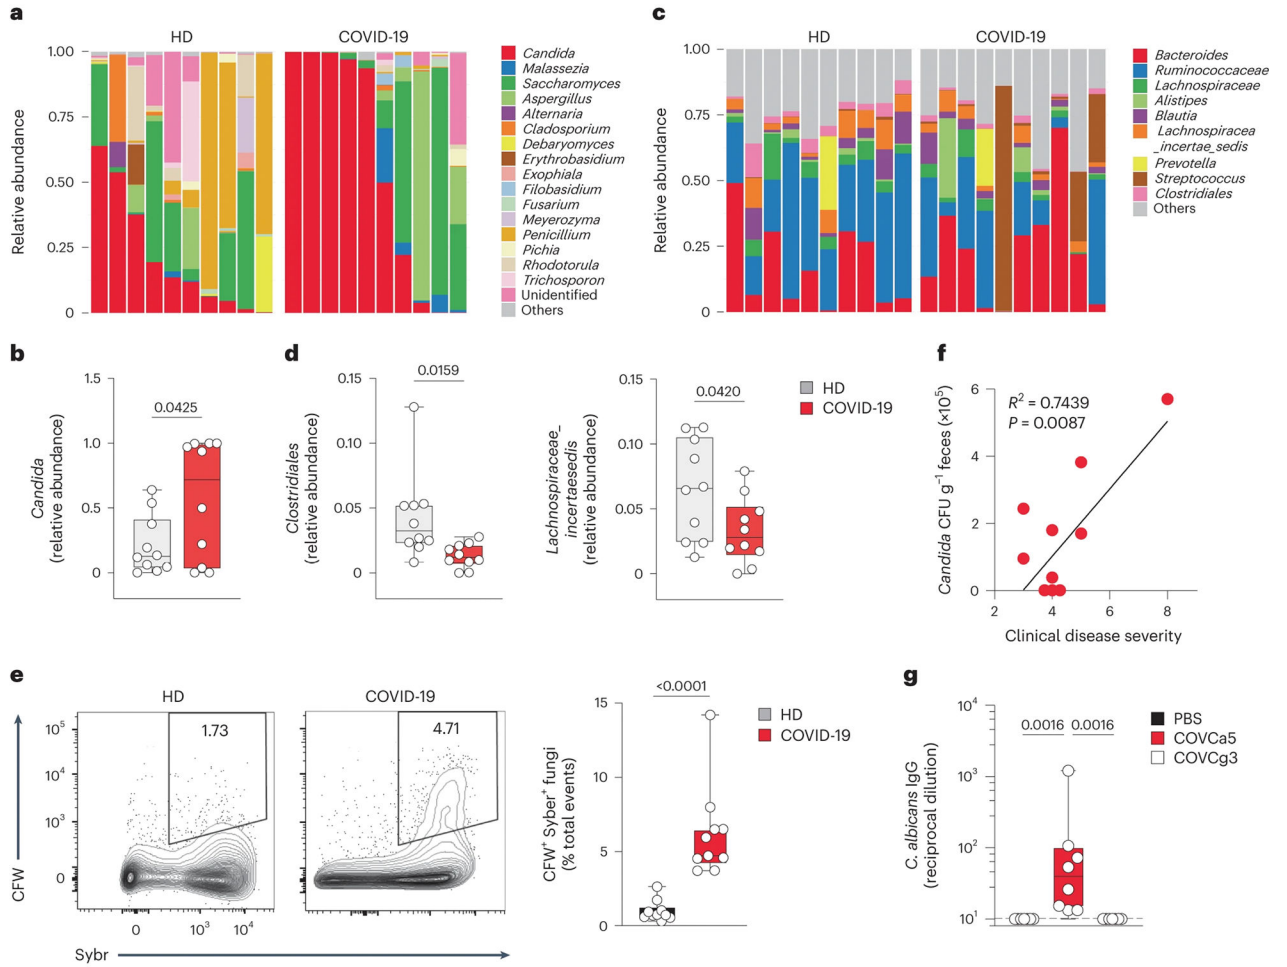 a
HD
COVID-19
Relative abundance
1.00
0.75
0.50
0.25
0
Candida
Malassezia
Saccharomyces
Aspergillus
Alternaria
Cladosporium
Debaryomyces
Erythrobasidium
Exophiala
Filobasidium
Fusarium
Meyerozyma
Penicillium
Pichia
Rhodotorula
Trichosporon
Unidentified
Others
c
HD
COVID-19
Relative abundance
1.00
0.75
0.50
0.25
0
Bacteroides
Ruminococcaceae
Lachnospiraceae
Alistipes
Blautia
Lachnospiracea
_incertae_sedis
Prevotella
Streptococcus
Clostridiales
Others
b
Candida
(relative abundance)
1.5
1.0
0.5
0
0.0425
d
Clostridiales
(relative abundance)
0.15
0.10
0.05
0
0.0159
Lachnospiraceae_
incertaesedis
(relative abundance)
0.15
0.10
0.05
0
0.0420
HD
COVID-19
f
Candida CFU g⁻¹ feces (×10⁵)
6
4
2
0
R² = 0.7439
P = 0.0087
2 4 6 8
Clinical disease severity
e
HD
COVID-19
1.73
4.71
CFW
10⁵
10⁴
10³
0
0 10³ 10⁴
Sybr
CFW⁺ Syber⁺ fungi
(% total events)
15
10
5
0
<0.0001
HD
COVID-19
g
C. albicans IgG
(reciprocal dilution)
10⁴
10³
10²
10¹
0.0016 0.0016
PBS
COVCa5
COVCg3